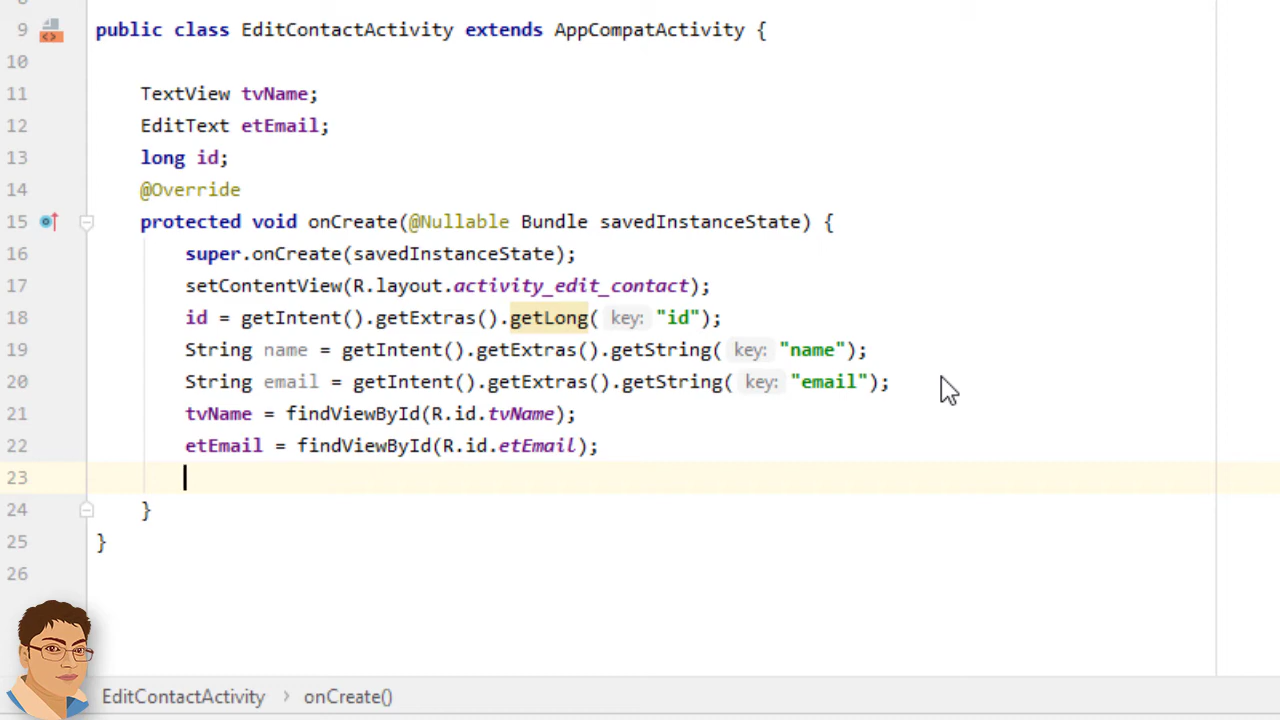 9 public class EditContactActivity extends AppCompatActivity {
10
11 TextView tvName;
12 EditText etEmail;
13 long id;
14 @Override
15 protected void onCreate(@Nullable Bundle savedInstanceState) {
16 super.onCreate(savedInstanceState);
17 setContentView(R.layout.activity_edit_contact);
18 id = getIntent().getExtras().getLong( key: "id");
19 String name = getIntent().getExtras().getString( key: "name");
20 String email = getIntent().getExtras().getString( key: "email");
21 tvName = findViewById(R.id.tvName);
22 etEmail = findViewById(R.id.etEmail);
23
24 }
25 }
26
EditContactActivity › onCreate()